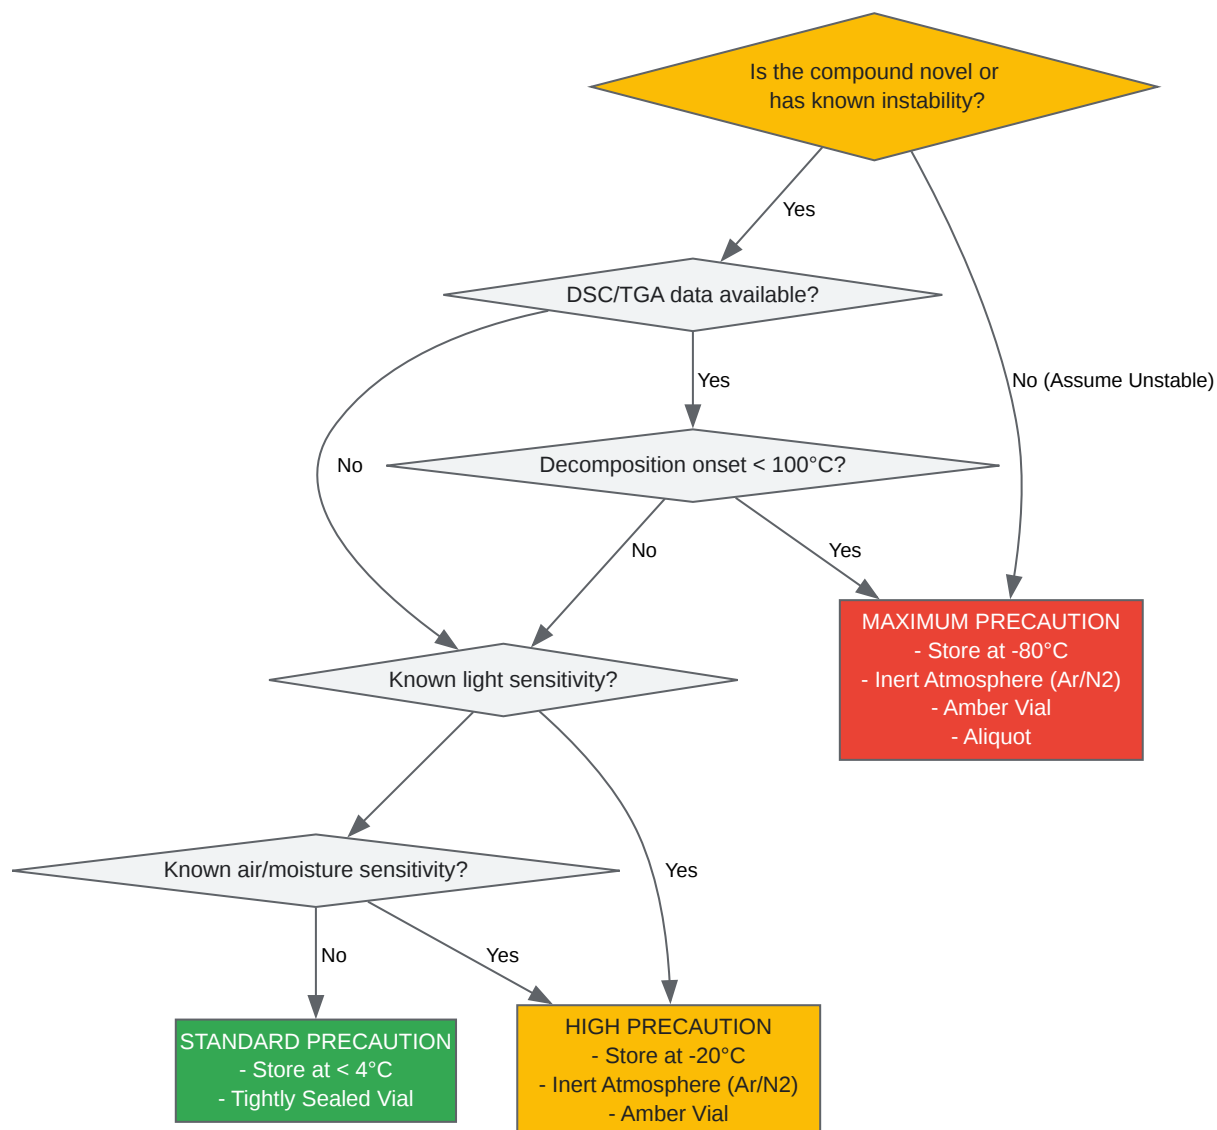 Is the compound novel or
has known instability?
Yes
DSC/TGA data available?
Yes
No (Assume Unstable)
No
Decomposition onset < 100°C?
No
Yes
MAXIMUM PRECAUTION
- Store at -80°C
- Inert Atmosphere (Ar/N2)
- Amber Vial
- Aliquot
Known light sensitivity?
Known air/moisture sensitivity?
Yes
No
Yes
STANDARD PRECAUTION
- Store at < 4°C
- Tightly Sealed Vial
HIGH PRECAUTION
- Store at -20°C
- Inert Atmosphere (Ar/N2)
- Amber Vial